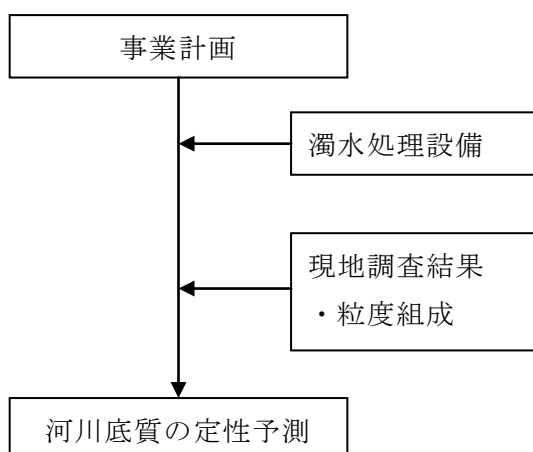 事業計画
濁水処理設備
現地調査結果
・粒度組成
河川底質の定性予測